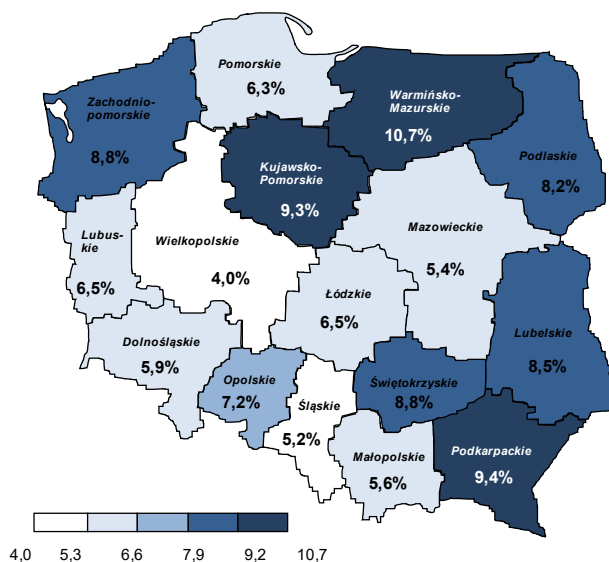 Pomorskie
6,3%
Warmińsko-
Mazurskie
10,7%
Zachodnio-
pomorskie
8,8%
Podlaskie
8,2%
Kujawsko-
Pomorskie
9,3%
Mazowieckie
5,4%
Lubus-
kie
6,5%
Wielkopolskie
4,0%
Łódzkie
6,5%
Lubelskie
8,5%
Dolnośląskie
5,9%
Opolskie
7,2%
Śląskie
5,2%
Świętokrzyskie
8,8%
Małopolskie
5,6%
Podkarpackie
9,4%
4,0 5,3 6,6 7,9 9,2 10,7